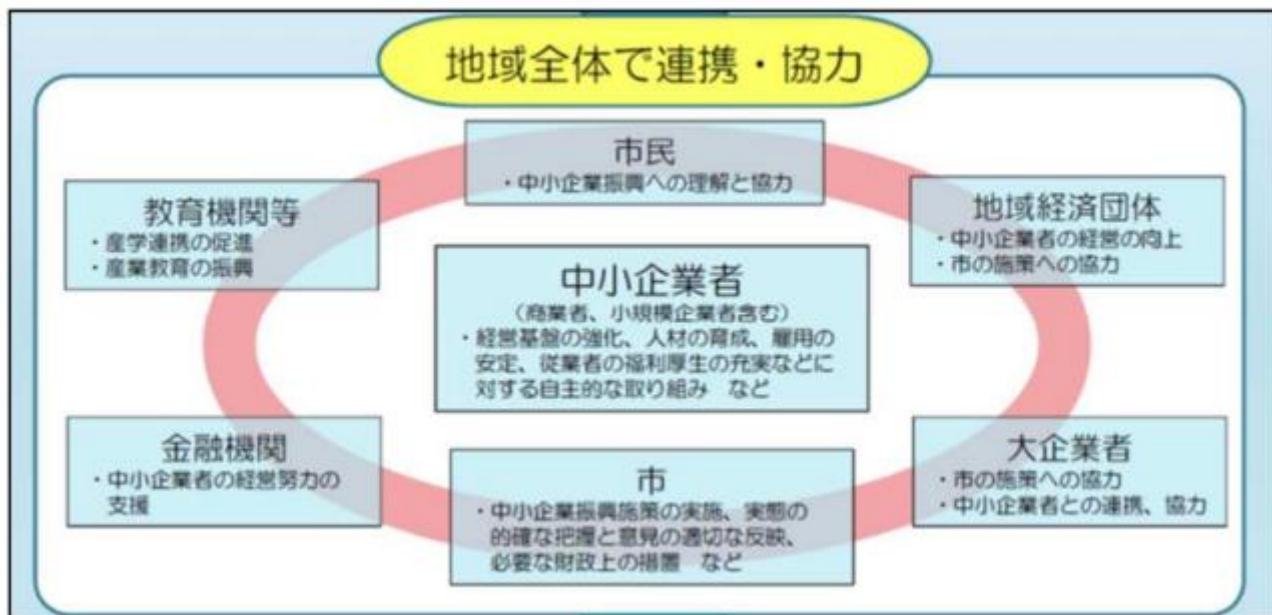 地域全体で連携・協力
市民
・中小企業振興への理解と協力
教育機関等
・産学連携の促進
・産業教育の振興
地域経済団体
・中小企業者の経営の向上
・市の施策への協力
中小企業者
（商業者、小規模企業者含む）
・経営基盤の強化、人材の育成、雇用の
安定、従業者の福利厚生の充実などに
対する自主的な取り組み　など
金融機関
・中小企業者の経営努力の
支援
市
・中小企業振興施策の実施、実態の
的確な把握と意見の適切な反映、
必要な財政上の措置　など
大企業者
・市の施策への協力
・中小企業者との連携、協力